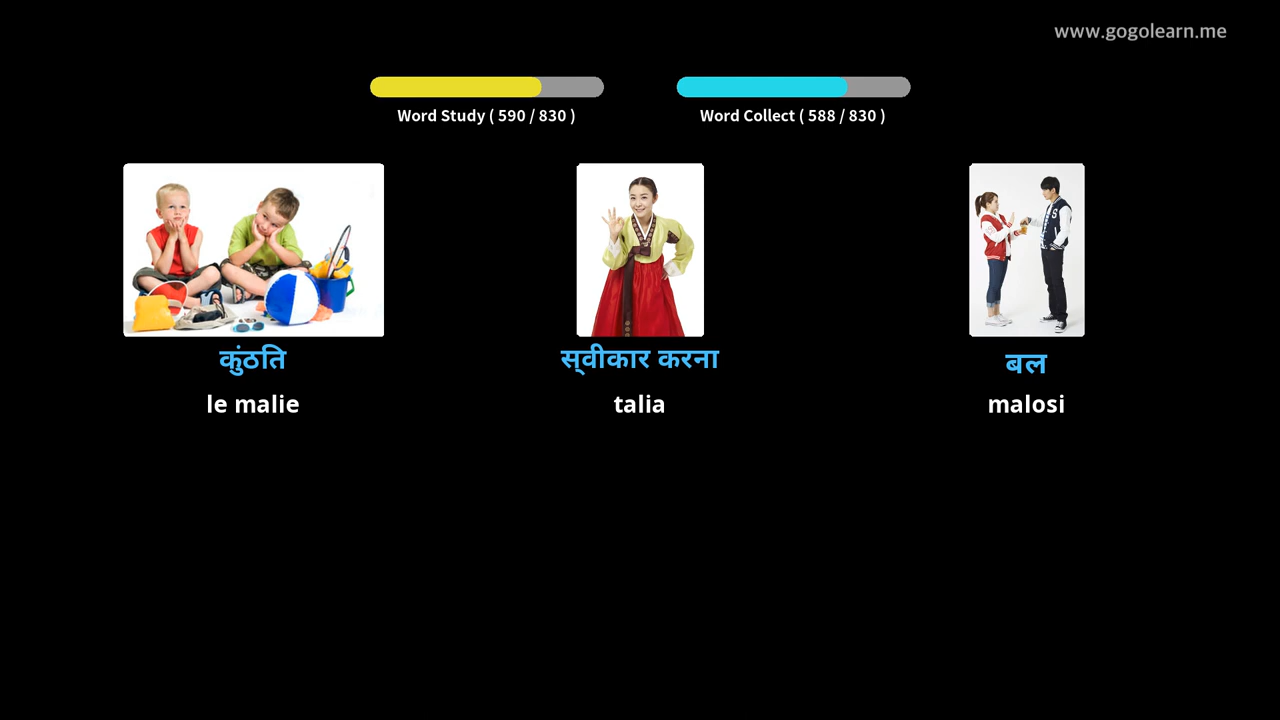 www.gogolearn.me
Word Study ( 590 / 830 )
Word Collect ( 588 / 830 )
कुंठति
स्वीकार करना
बल
le malie
talia
malosi